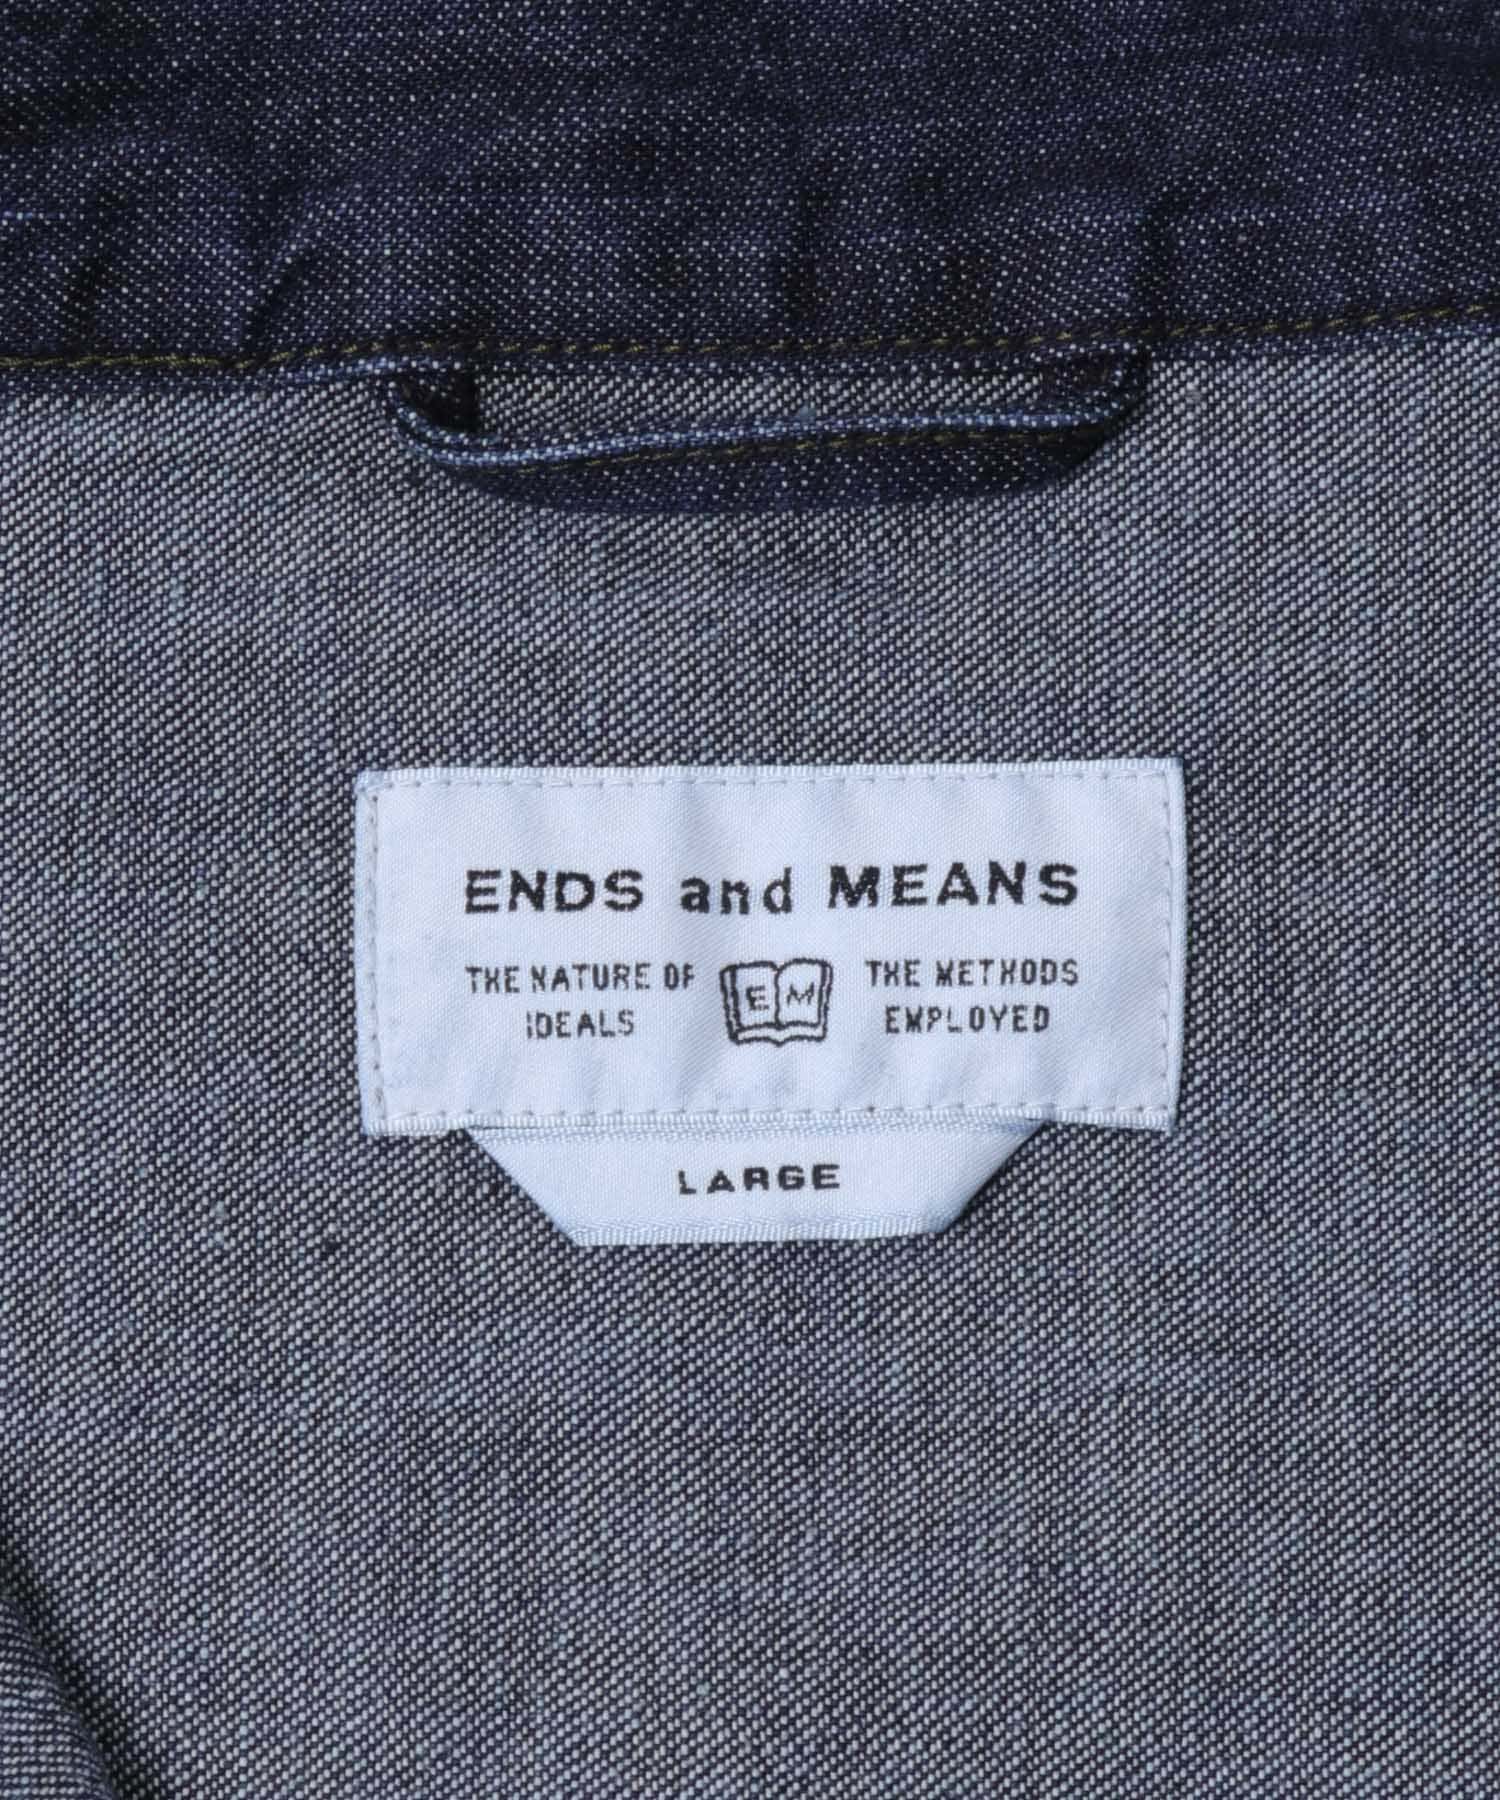 ENDS and MEANS
THE NATURE OF IDEALS
E M
THE METHODS EMPLOYED
LARGE